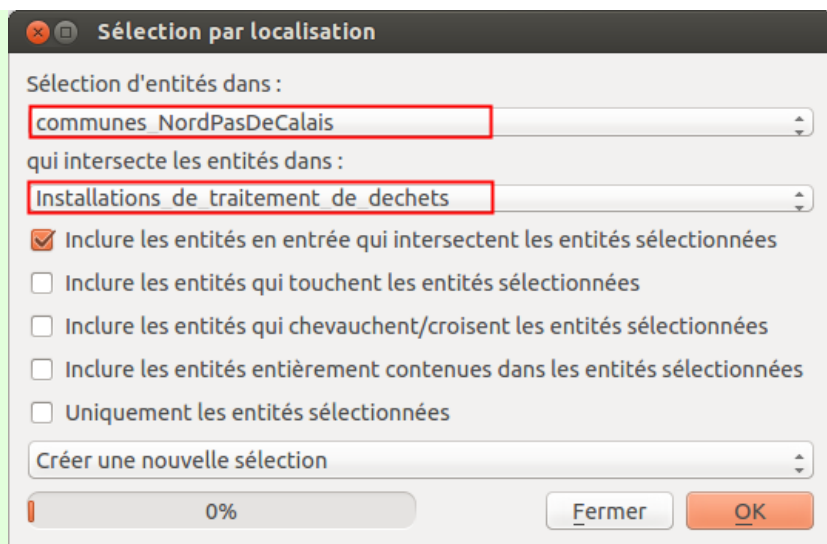 Sélection par localisation
Sélection d'entités dans :
communes_NordPasDeCalais
qui intersecte les entités dans :
Installations_de_traitement_de_dechets
Inclure les entités en entrée qui intersectent les entités sélectionnées
Inclure les entités qui touchent les entités sélectionnées
Inclure les entités qui chevauchent/croisent les entités sélectionnées
Inclure les entités entièrement contenues dans les entités sélectionnées
Uniquement les entités sélectionnées
Créer une nouvelle sélection
0% Fermer OK